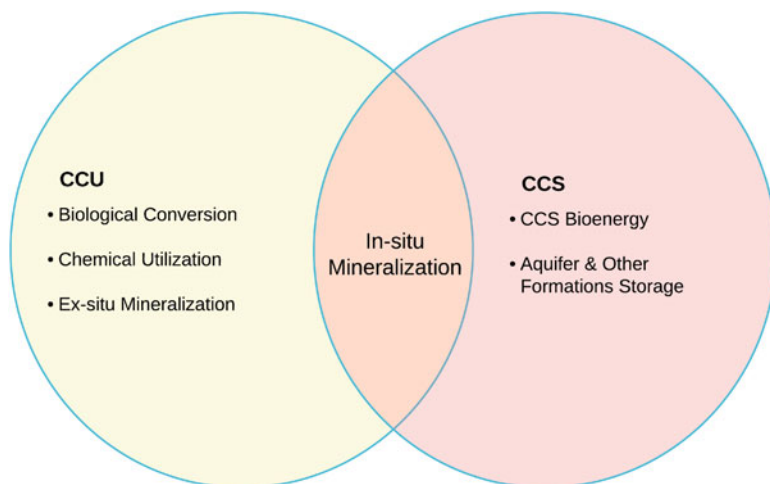 CCU
• Biological Conversion
• Chemical Utilization
• Ex-situ Mineralization
In-situ
Mineralization
CCS
• CCS Bioenergy
• Aquifer & Other
Formations Storage